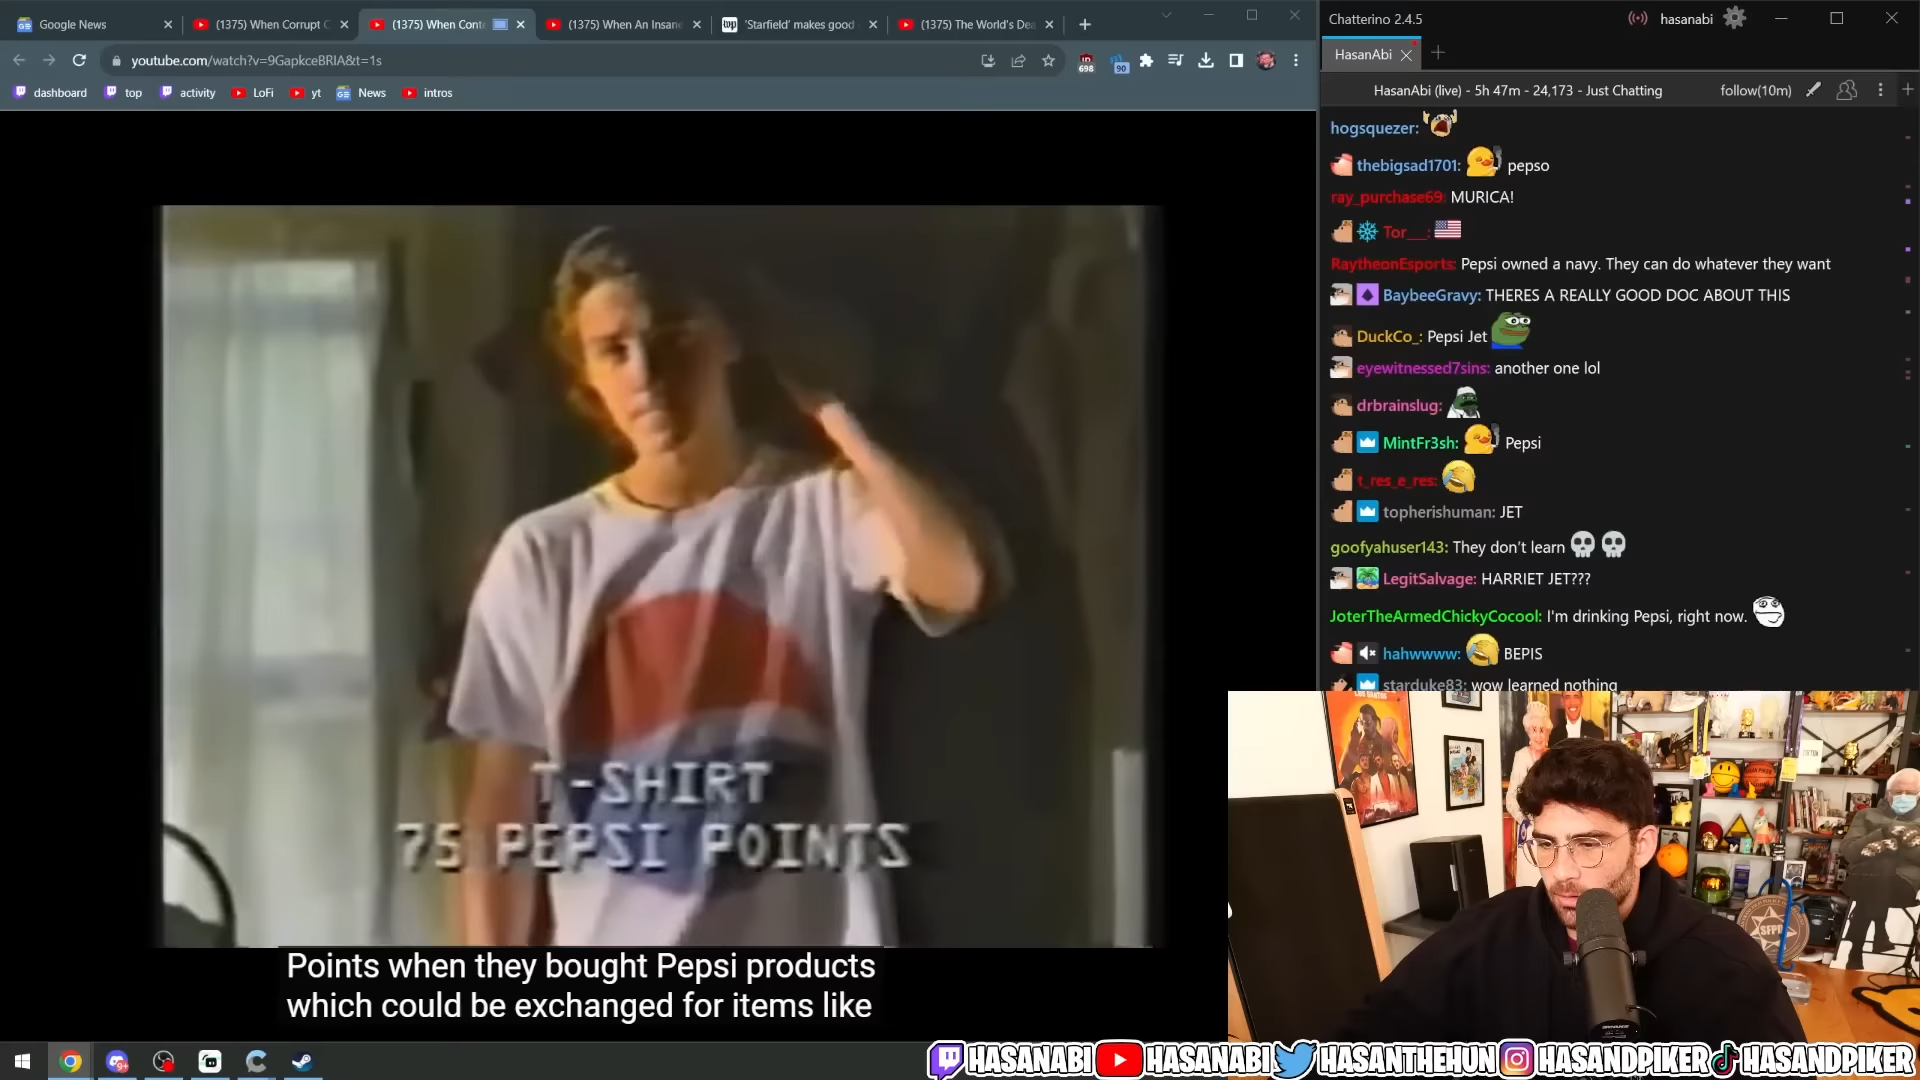 Google News
(1375) When Corrupt C
(1375) When Cont
(1375) When An Insane
'Starfield' makes good
(1375) The World's Dea
youtube.com/watch?v=9GapkceBRIA&t=1s
698
90
dashboard
top
activity
LoFi
yt
News
intros
T-SHIRT
75 PEPSI POINTS
Points when they bought Pepsi products
which could be exchanged for items like
Chatterino 2.4.5
hasanabi
HasanAbi
HasanAbi (live) - 5h 47m - 24,173 - Just Chatting
follow(10m)
hogsquezer:
thebigsad1701: pepso
ray_purchase69: MURICA!
Tor___:
RaytheonEsports: Pepsi owned a navy. They can do whatever they want
BaybeeGravy: THERES A REALLY GOOD DOC ABOUT THIS
DuckCo_: Pepsi Jet
eyewitnessed7sins: another one lol
drbrainslug:
MintFr3sh: Pepsi
t_res_e_res:
topherishuman: JET
goofyahuser143: They don't learn
LegitSalvage: HARRIET JET???
JoterTheArmedChickyCocool: I'm drinking Pepsi, right now.
hahwwww: BEPIS
starduke83: wow learned nothing
SFPD
HASANABI
HASANABI
HASANTHEHUN
HASANDPIKER
HASANDPIKER